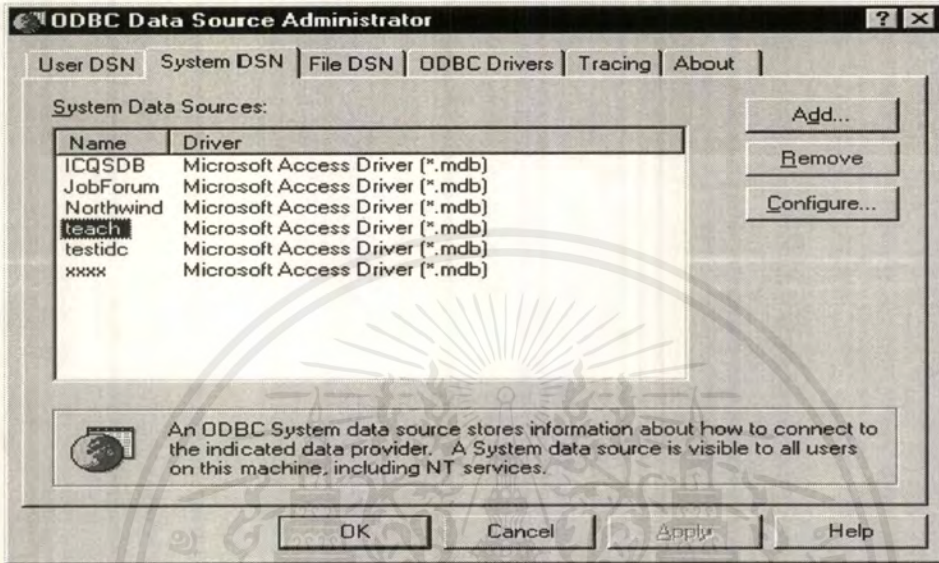 ODBC Data Source Administrator
User DSN System DSN File DSN ODBC Drivers Tracing About
System Data Sources:
Add...
Name Driver
ICQSDB Microsoft Access Driver (*.mdb)
Remove
JobForum Microsoft Access Driver (*.mdb)
Northwind Microsoft Access Driver (*.mdb)
Configure...
teach Microsoft Access Driver (*.mdb)
testidc Microsoft Access Driver (*.mdb)
xxxx Microsoft Access Driver (*.mdb)
An ODBC System data source stores information about how to connect to
the indicated data provider. A System data source is visible to all users
on this machine, including NT services.
OK Cancel Apply Help